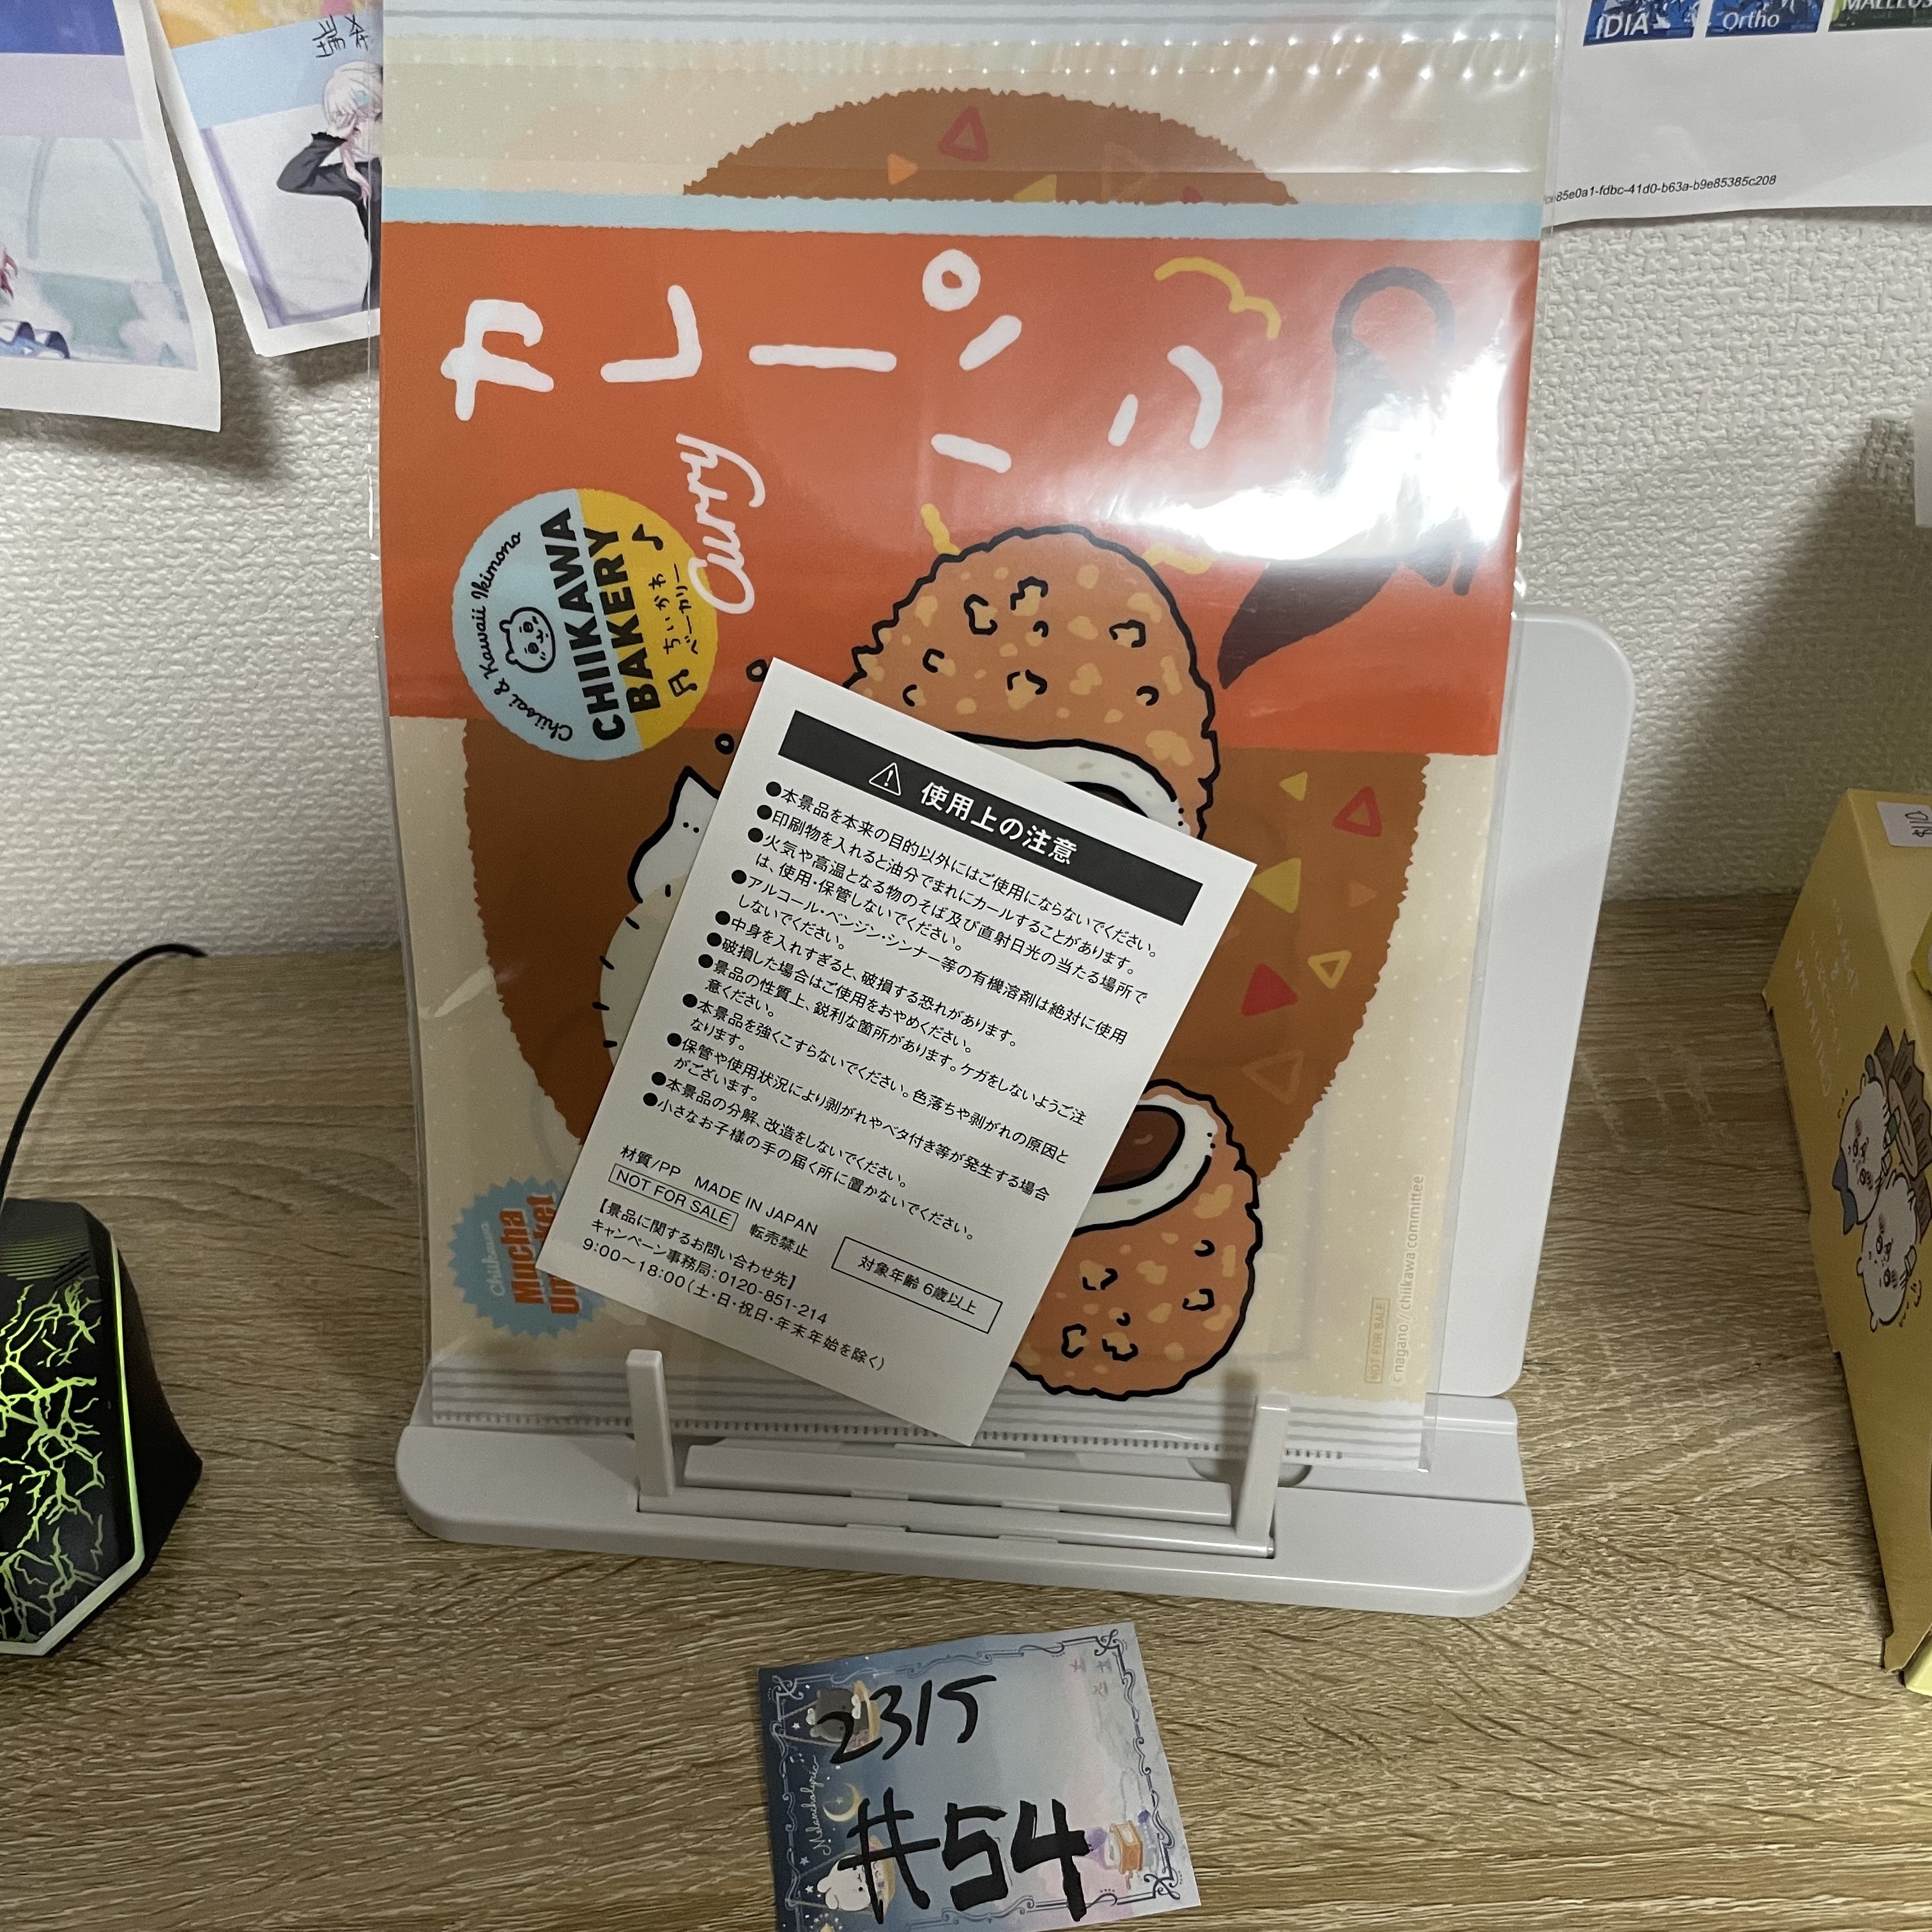 IDIA
Ortho
85e0a1-fdbc-41d0-b63a-b9e85385c208
カレーパン
Curry
Chiisai & Kawaii Ikimono
CHIIKAWA
BAKERY
ちいかわ
ベーカリー
使用上の注意
●本景品を本来の目的以外にはご使用にならないでください。
●印刷物を入れると油分でまれにカールすることがあります。
●火気や高温となる物のそば及び直射日光の当たる場所で
は、使用・保管しないでください。
●アルコール・ベンジン・シンナー等の有機溶剤は絶対に使用
しないでください。
●中身を入れすぎると、破損する恐れがあります。
●破損した場合はご使用をおやめください。
●景品の性質上、鋭利な箇所があります。ケガをしないようご注
意ください。
●本景品を強くこすらないでください。色落ちや剥がれの原因と
なります。
●保管や使用状況により剥がれやベタ付き等が発生する場合
がございます。
●本景品の分解、改造をしないでください。
●小さなお子様の手の届く所に置かないでください。
材質/PP MADE IN JAPAN
NOT FOR SALE 転売禁止
対象年齢 6歳以上
【景品に関するお問い合わせ先】
キャンペーン事務局:0120-851-214
9:00〜18:00(土・日・祝日・年末年始を除く)
Chiikawa
Mucha
NOT FOR SALE
©nagano / chiikawa committee
2315
#54
Melancholyric